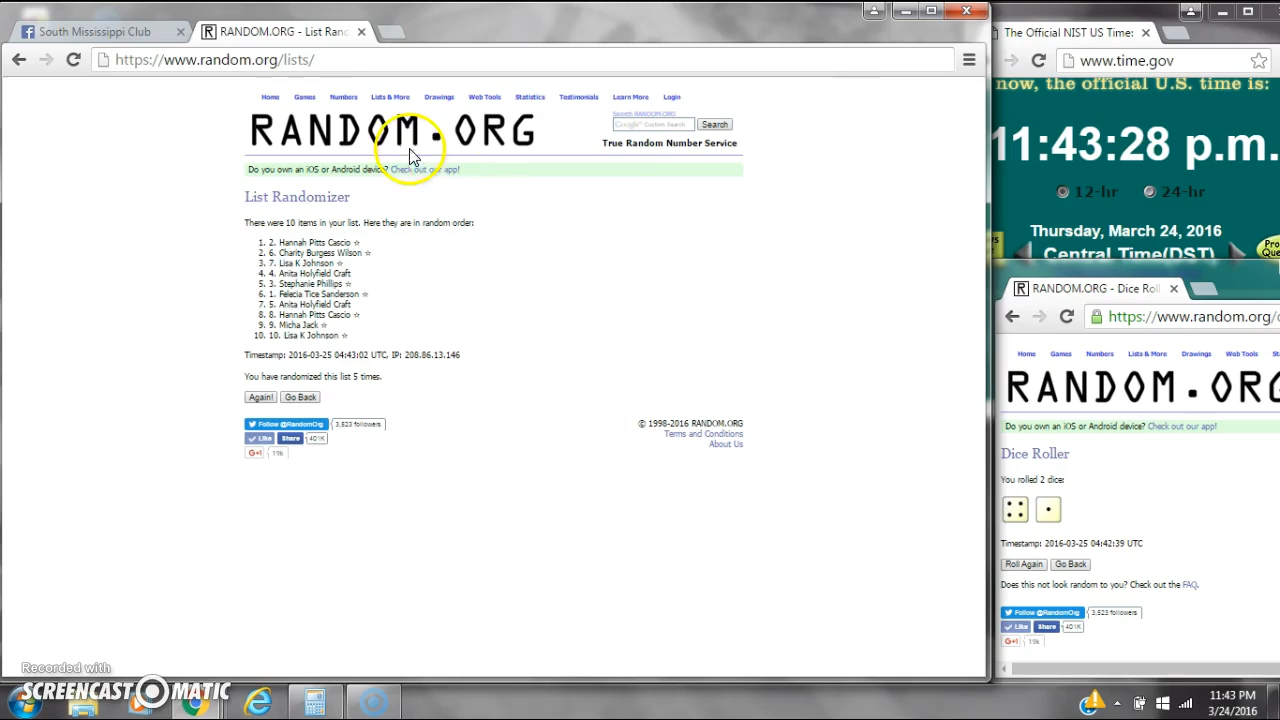 South Mississippi Club
RANDOM.ORG - List Ran
https://www.random.org/lists/
Home Games Numbers Lists & More Drawings Web Tools Statistics Testimonials Learn More Login
RANDOM.ORG
Search RANDOM.ORG
Google™ Custom Search Search
True Random Number Service
Do you own an iOS or Android device? Check out our app!
List Randomizer
There were 10 items in your list. Here they are in random order:
1. 2. Hannah Pitts Cascio ☆
2. 6. Charity Burgess Wilson ☆
3. 7. Lisa K Johnson ☆
4. 4. Anita Holyfield Craft
5. 3. Stephanie Phillips ☆
6. 1. Felecia Tice Sanderson ☆
7. 5. Anita Holyfield Craft
8. 8. Hannah Pitts Cascio ☆
9. 9. Micha Jack ☆
10. 10. Lisa K Johnson ☆
Timestamp: 2016-03-25 04:43:02 UTC, IP: 208.86.13.146
You have randomized this list 5 times.
Again! Go Back
Follow @RandomOrg 3,823 followers
Like Share 401K
G+1 19k
© 1998-2016 RANDOM.ORG
Terms and Conditions
About Us
The Official NIST US Time:
www.time.gov
now, the official U.S. time is:
11:43:28 p.m.
12-hr 24-hr
Thursday, March 24, 2016
Central Time(DST)
RANDOM.ORG - Dice Roll
https://www.random.org/
Home Games Numbers Lists & More Drawings Web Tools
RANDOM.ORG
Do you own an iOS or Android device? Check out our app!
Dice Roller
You rolled 2 dice:
Timestamp: 2016-03-25 04:42:39 UTC
Roll Again Go Back
Does this not look random to you? Check out the FAQ.
Follow @RandomOrg 3,823 followers
Like Share 401K
G+1 19k
Recorded with
SCREENCAST MATIC
11:43 PM
3/24/2016